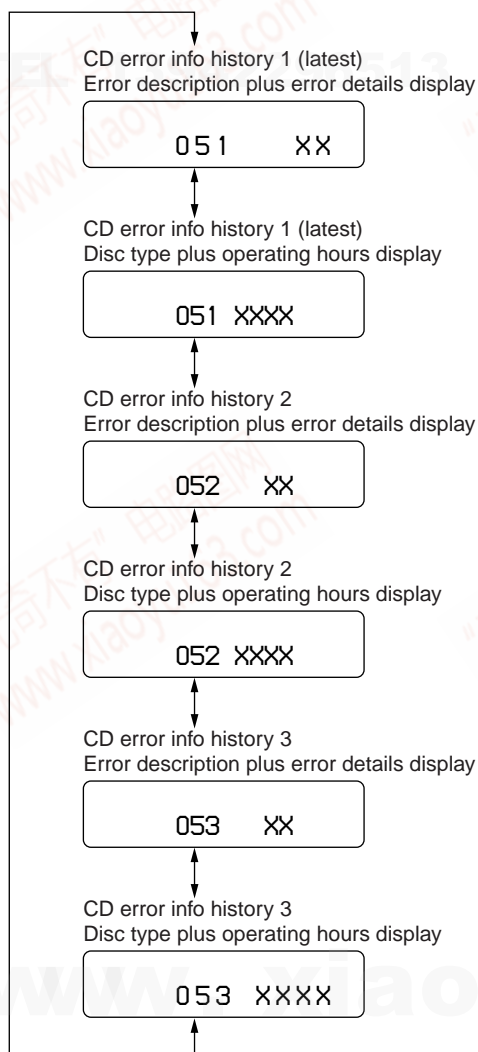 CD error info history 1 (latest)
Error description plus error details display
051 XX
CD error info history 1 (latest)
Disc type plus operating hours display
051 XXXX
CD error info history 2
Error description plus error details display
052 XX
CD error info history 2
Disc type plus operating hours display
052 XXXX
CD error info history 3
Error description plus error details display
053 XX
CD error info history 3
Disc type plus operating hours display
053 XXXX
www.xiao